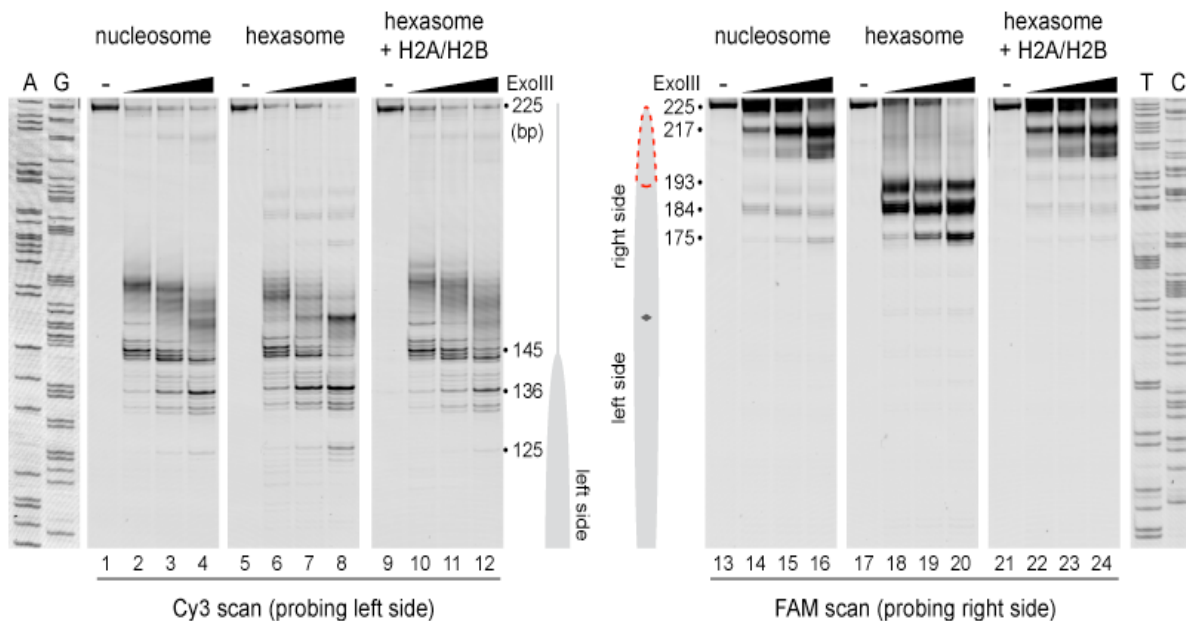 nucleosome hexasome hexasome + H2A/H2B
A G - - - ExoIII
225
(bp)
145
136
125
left side
1 2 3 4 5 6 7 8 9 10 11 12
Cy3 scan (probing left side)
nucleosome hexasome hexasome + H2A/H2B
ExoIII - - - T C
225
217
193
184
175
right side
left side
13 14 15 16 17 18 19 20 21 22 23 24
FAM scan (probing right side)